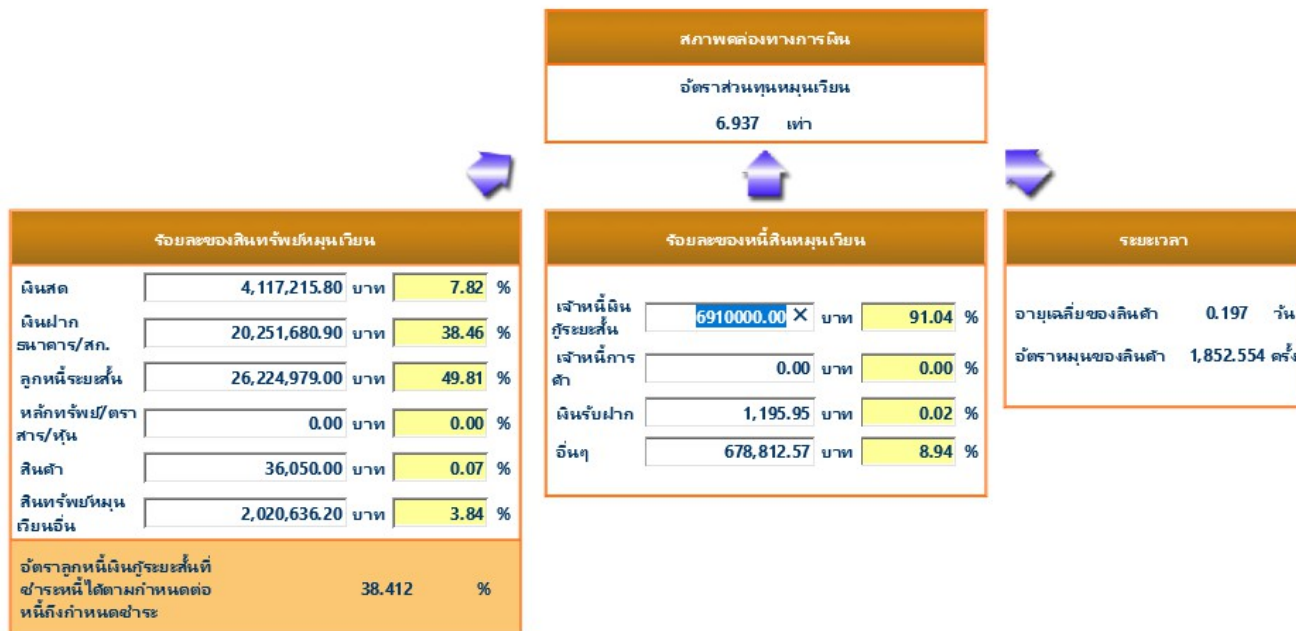 สภาพคล่องทางการเงิน
อัตราส่วนทุนหมุนเวียน
6.937 เท่า
ร้อยละของสินทรัพย์หมุนเวียน
เงินสด 4,117,215.80 บาท 7.82 %
เงินฝาก
ธนาคาร/สก. 20,251,680.90 บาท 38.46 %
ลูกหนี้ระยะสั้น 26,224,979.00 บาท 49.81 %
หลักทรัพย์/ตรา
สาร/หุ้น 0.00 บาท 0.00 %
สินค้า 36,050.00 บาท 0.07 %
สินทรัพย์หมุน
เวียนอื่น 2,020,636.20 บาท 3.84 %
อัตราลูกหนี้เงินกู้ระยะสั้นที่
ชำระหนี้ได้ตามกำหนดต่อ 38.412 %
หนี้ถึงกำหนดชำระ
ร้อยละของหนี้สินหมุนเวียน
เจ้าหนี้เงิน
กู้ระยะสั้น 6910000.00 × บาท 91.04 %
เจ้าหนี้การ
ค้า 0.00 บาท 0.00 %
เงินรับฝาก 1,195.95 บาท 0.02 %
อื่นๆ 678,812.57 บาท 8.94 %
ระยะเวลา
อายุเฉลี่ยของสินค้า 0.197 วัน
อัตราหมุนของสินค้า 1,852.554 ครั้ง